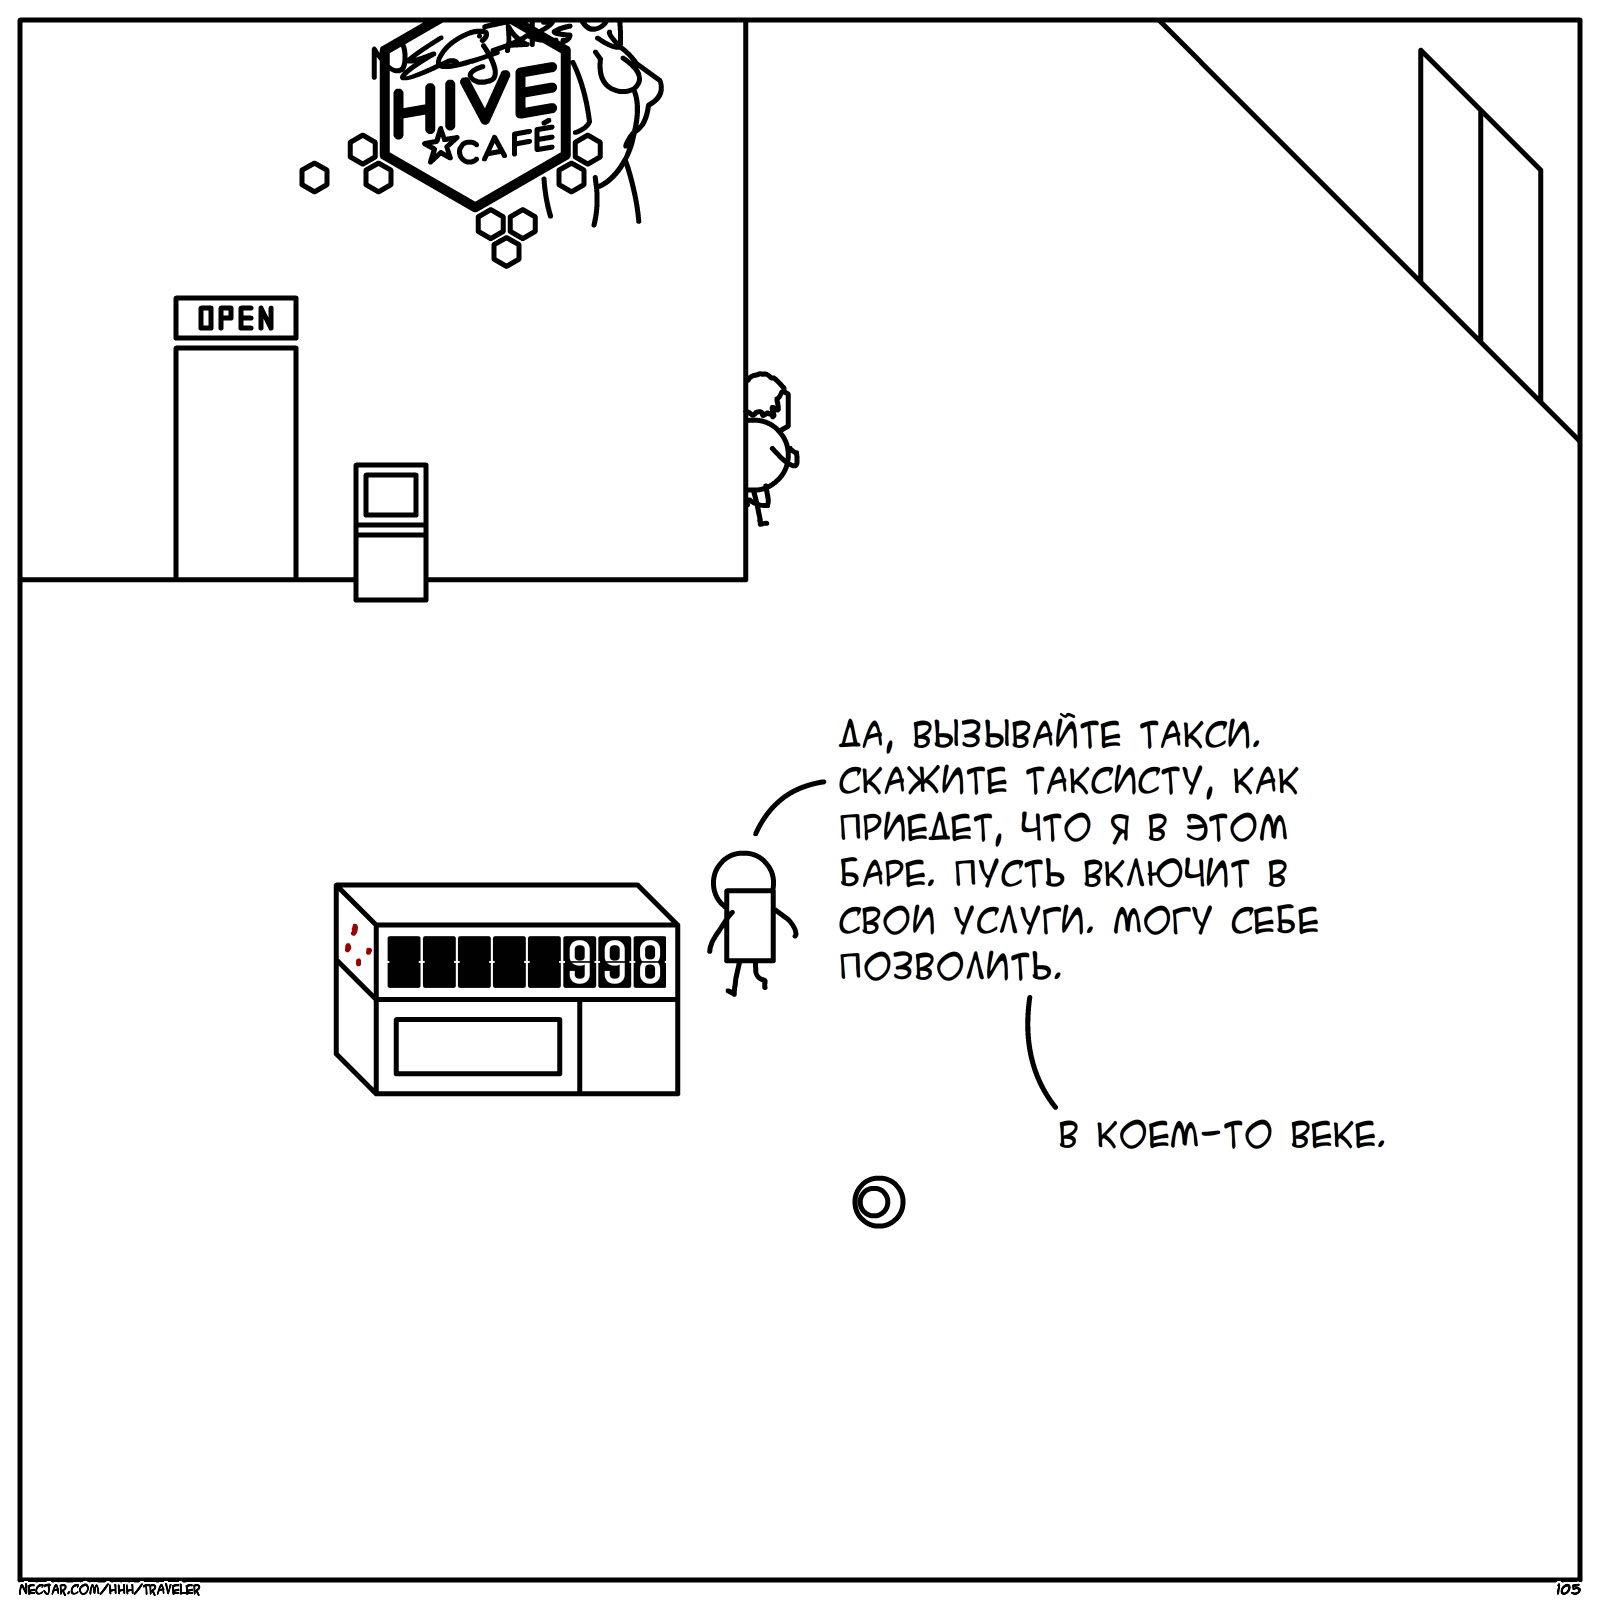 HIVE
CAFÉ
OPEN
ДА, ВЫЗЫВАЙТЕ ТАКСИ.
СКАЖИТЕ ТАКСИСТУ, КАК
ПРИЕДЕТ, ЧТО Я В ЭТОМ
БАРЕ. ПУСТЬ ВКЛЮЧИТ В
СВОИ УСЛУГИ. МОГУ СЕБЕ
ПОЗВОЛИТЬ.
998
В КОЕМ-ТО ВЕКЕ.
NECJAR.COM/HHH/TRAVELER
105